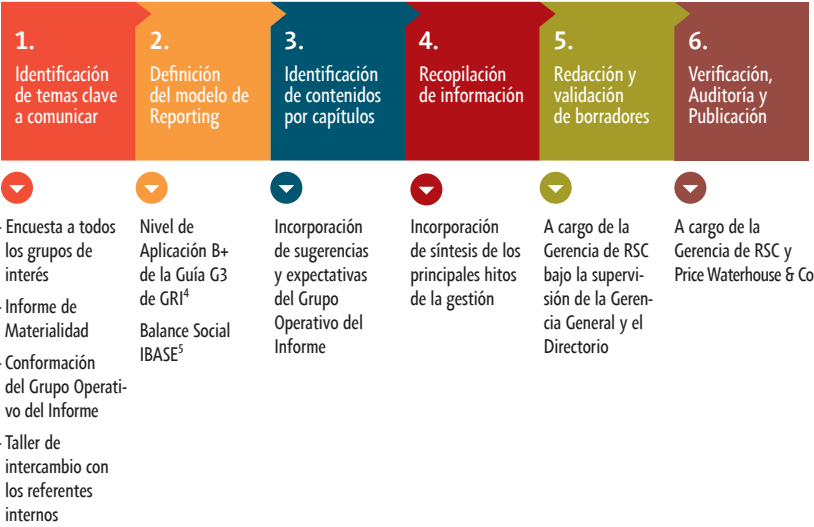 1.
Identificación
de temas clave
a comunicar
2.
Definición
del modelo de
Reporting
3.
Identificación
de contenidos
por capítulos
4.
Recopilación
de información
5.
Redacción y
validación
de borradores
6.
Verificación,
Auditoría y
Publicación
- Encuesta a todos
los grupos de
interés
- Informe de
Materialidad
- Conformación
del Grupo Operati-
vo del Informe
- Taller de
intercambio con
los referentes
internos
Nivel de
Aplicación B+
de la Guía G3
de GRI⁴
Balance Social
IBASE⁵
Incorporación
de sugerencias
y expectativas
del Grupo
Operativo del
Informe
Incorporación
de síntesis de los
principales hitos
de la gestión
A cargo de la
Gerencia de RSC
bajo la supervi-
sión de la Geren-
cia General y el
Directorio
A cargo de la
Gerencia de RSC y
Price Waterhouse & Co